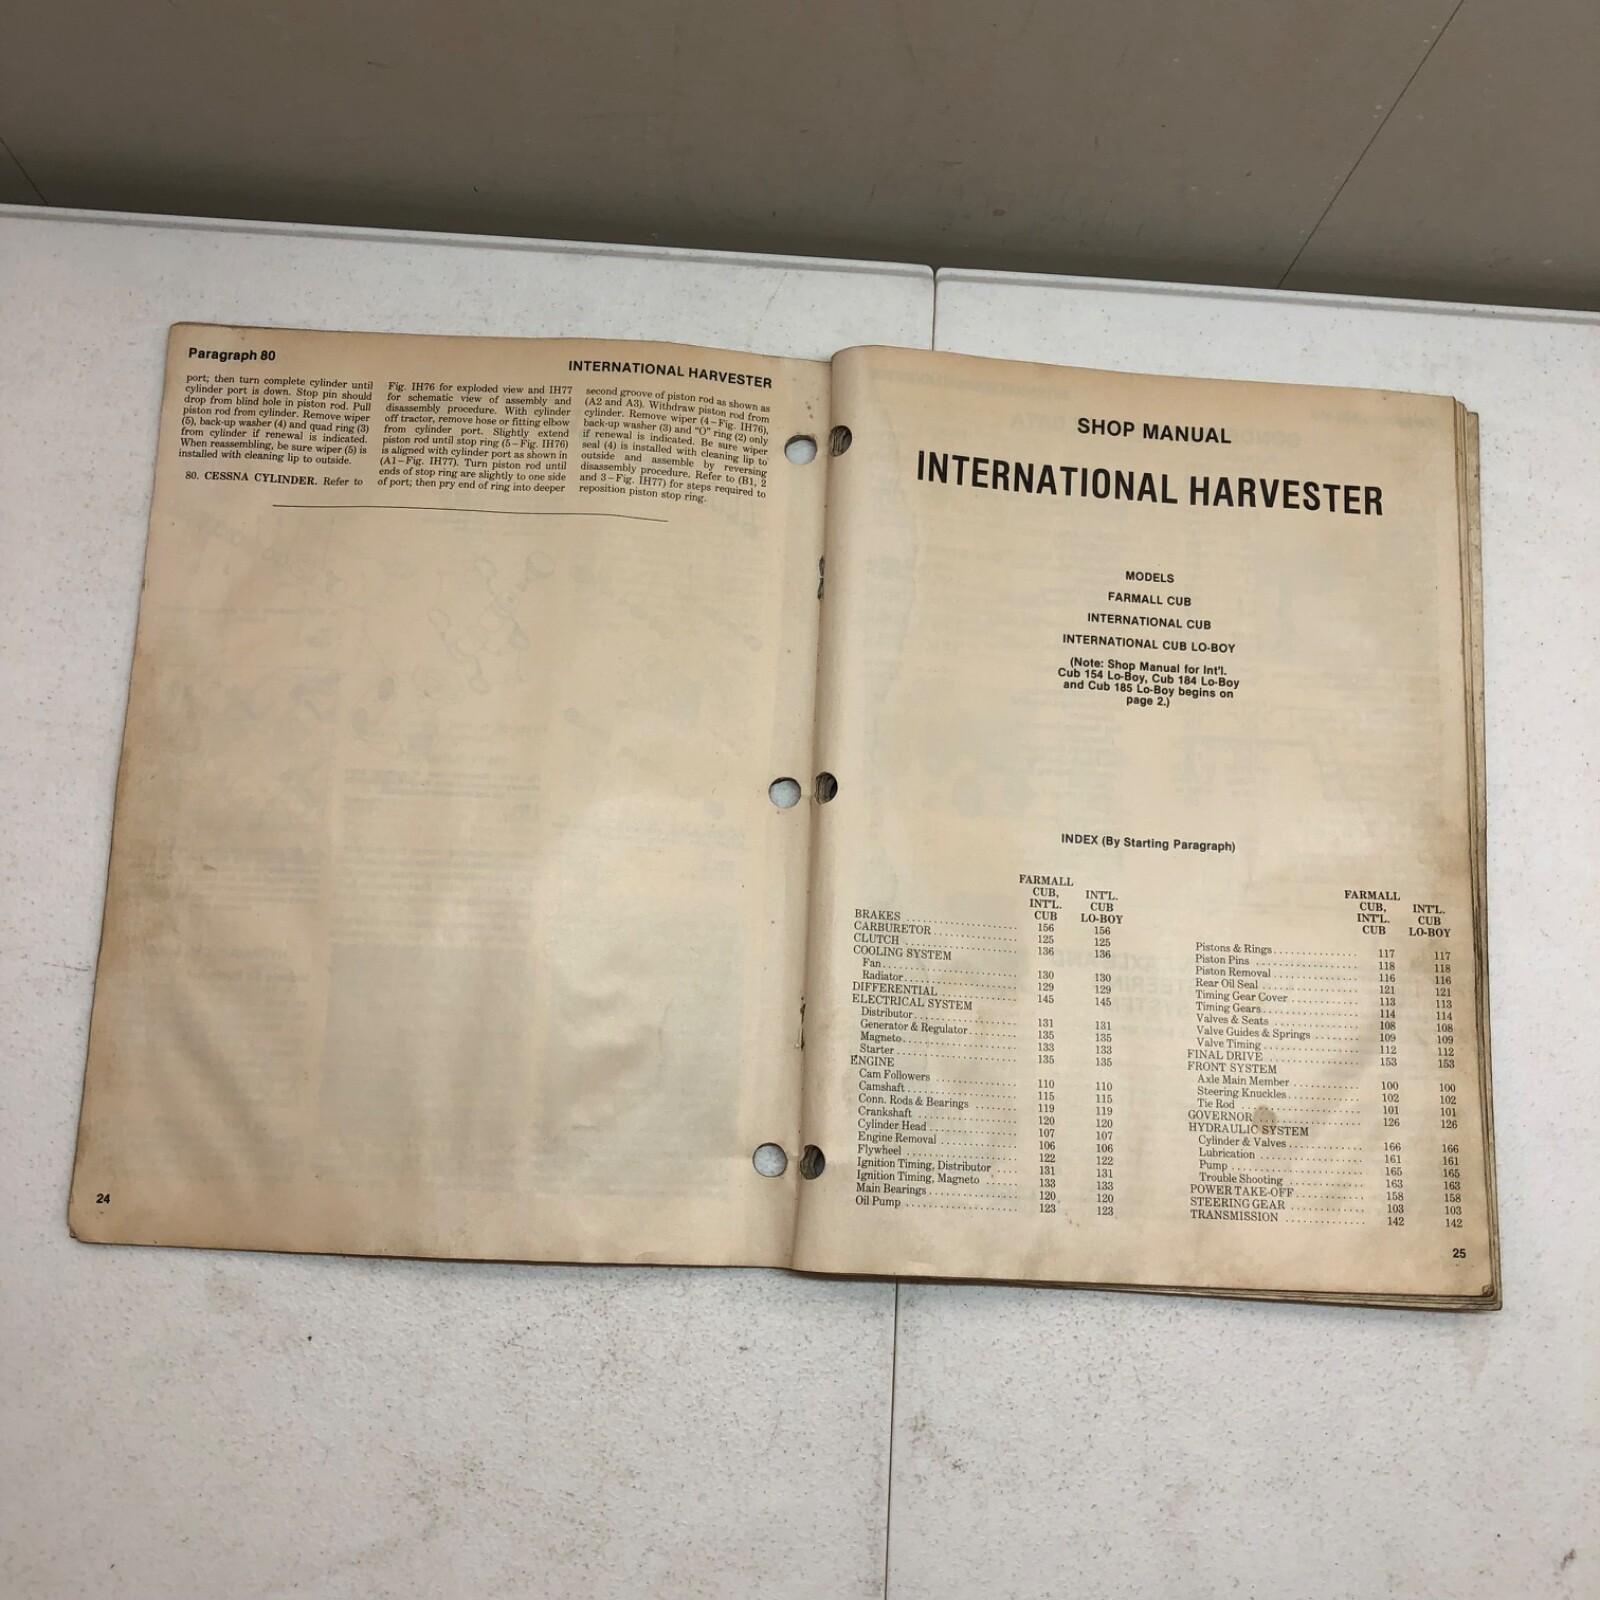 Paragraph 80
INTERNATIONAL HARVESTER
port; then turn complete cylinder until
cylinder port is down. Stop pin should
drop from blind hole in piston rod. Pull
piston rod from cylinder. Remove wiper
(5), back-up washer (4) and quad ring (3)
from cylinder if renewal is indicated.
When reassembling, be sure wiper (5) is
installed with cleaning lip to outside.
80. CESSNA CYLINDER. Refer to
Fig. IH76 for exploded view and IH77
for schematic view of assembly and
disassembly procedure. With cylinder
off tractor, remove hose or fitting elbow
from cylinder port. Slightly extend
piston rod until stop ring (5–Fig. IH76)
is aligned with cylinder port as shown in
(A1–Fig. IH77). Turn piston rod until
ends of stop ring are slightly to one side
of port; then pry end of ring into deeper
second groove of piston rod as shown as
(A2 and A3). Withdraw piston rod from
cylinder. Remove wiper (4–Fig. IH76),
back-up washer (3) and "O" ring (2) only
if renewal is indicated. Be sure wiper
seal (4) is installed with cleaning lip to
outside and assemble by reversing
disassembly procedure. Refer to (B1, 2
and 3–Fig. IH77) for steps required to
reposition piston stop ring.
24
SHOP MANUAL
INTERNATIONAL HARVESTER
MODELS
FARMALL CUB
INTERNATIONAL CUB
INTERNATIONAL CUB LO-BOY
(Note: Shop Manual for Int'l.
Cub 154 Lo-Boy, Cub 184 Lo-Boy
and Cub 185 Lo-Boy begins on
page 2.)
INDEX (By Starting Paragraph)
FARMALL
CUB, INT'L.
INT'L. CUB
CUB LO-BOY
BRAKES 156 156
CARBURETOR 125 125
CLUTCH 136 136
COOLING SYSTEM
Fan 130 130
Radiator 129 129
DIFFERENTIAL 145 145
ELECTRICAL SYSTEM
Distributor 131 131
Generator & Regulator 135 135
Magneto 133 133
Starter 135 135
ENGINE
Cam Followers 110 110
Camshaft 115 115
Conn. Rods & Bearings 119 119
Crankshaft 120 120
Cylinder Head 107 107
Engine Removal 106 106
Flywheel 122 122
Ignition Timing, Distributor 131 131
Ignition Timing, Magneto 133 133
Main Bearings 120 120
Oil Pump 123 123
FARMALL
CUB, INT'L.
INT'L. CUB
CUB LO-BOY
Pistons & Rings 117 117
Piston Pins 118 118
Piston Removal 116 116
Rear Oil Seal 121 121
Timing Gear Cover 113 113
Timing Gears 114 114
Valves & Seats 108 108
Valve Guides & Springs 109 109
Valve Timing 112 112
FINAL DRIVE 153 153
FRONT SYSTEM
Axle Main Member 100 100
Steering Knuckles 102 102
Tie Rod 101 101
GOVERNOR 126 126
HYDRAULIC SYSTEM
Cylinder & Valves 166 166
Lubrication 161 161
Pump 165 165
Trouble Shooting 163 163
POWER TAKE-OFF 158 158
STEERING GEAR 103 103
TRANSMISSION 142 142
25